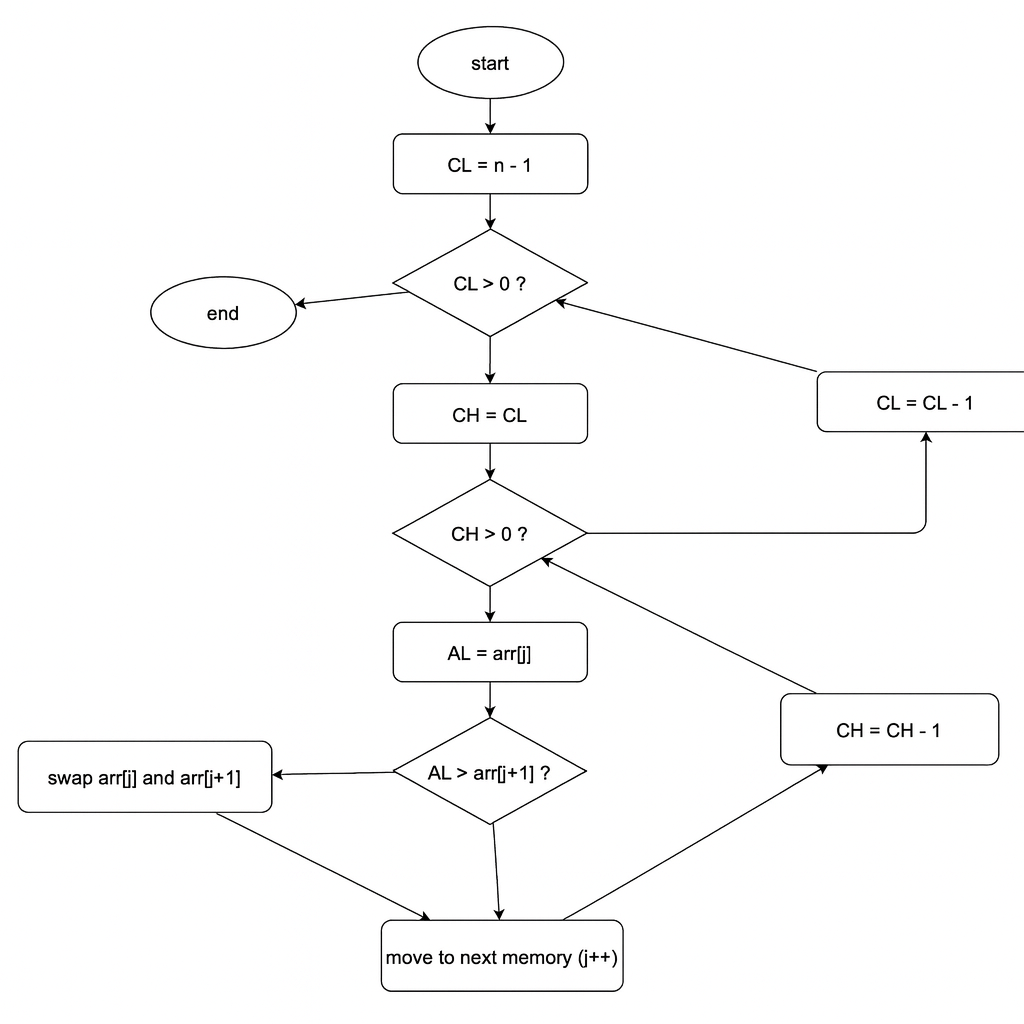 start
CL = n - 1
CL > 0 ?
end
CH = CL
CL = CL - 1
CH > 0 ?
AL = arr[j]
CH = CH - 1
AL > arr[j+1] ?
swap arr[j] and arr[j+1]
move to next memory (j++)